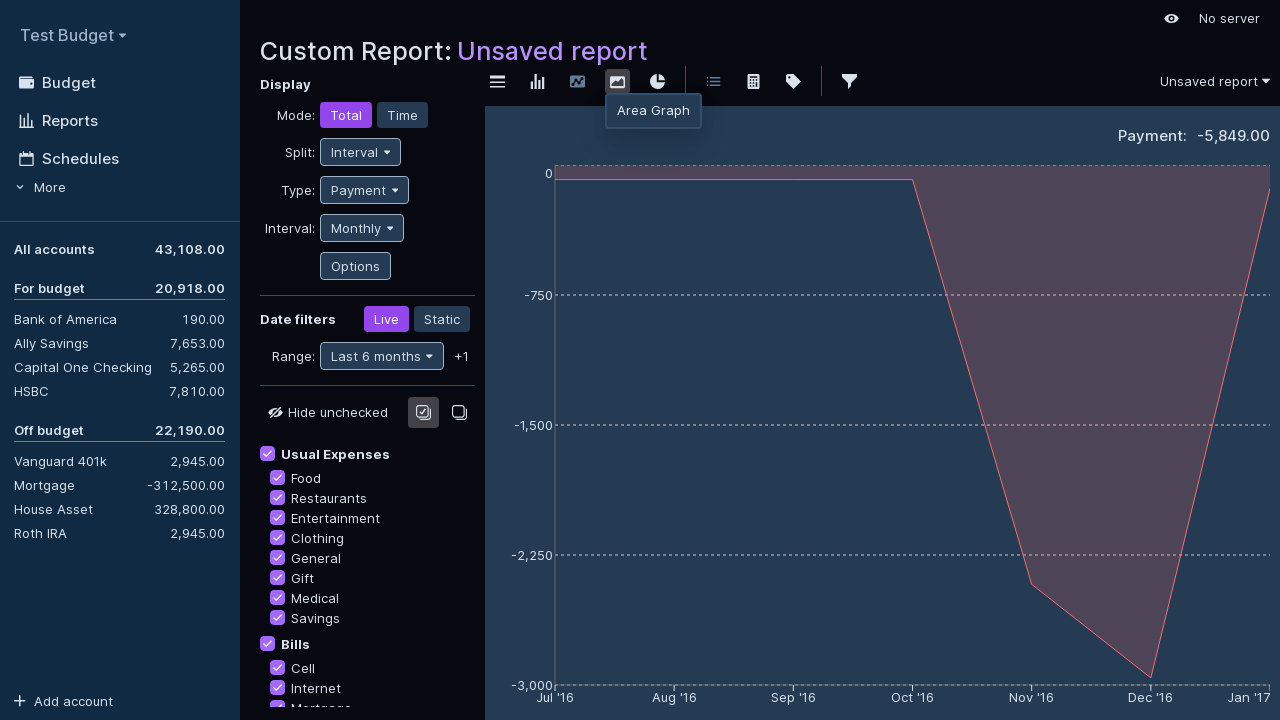 Test Budget
Budget
Reports
Schedules
More
All accounts 43,108.00
For budget 20,918.00
Bank of America 190.00
Ally Savings 7,653.00
Capital One Checking 5,265.00
HSBC 7,810.00
Off budget 22,190.00
Vanguard 401k 2,945.00
Mortgage -312,500.00
House Asset 328,800.00
Roth IRA 2,945.00
Add account
No server
Custom Report: Unsaved report
Display
Mode: Total Time
Split: Interval
Type: Payment
Interval: Monthly
Options
Date filters Live Static
Range: Last 6 months +1
Hide unchecked
Usual Expenses
Food
Restaurants
Entertainment
Clothing
General
Gift
Medical
Savings
Bills
Cell
Internet
Mortgage
Unsaved report
Area Graph
Payment: -5,849.00
0
-750
-1,500
-2,250
-3,000
Jul '16 Aug '16 Sep '16 Oct '16 Nov '16 Dec '16 Jan '17